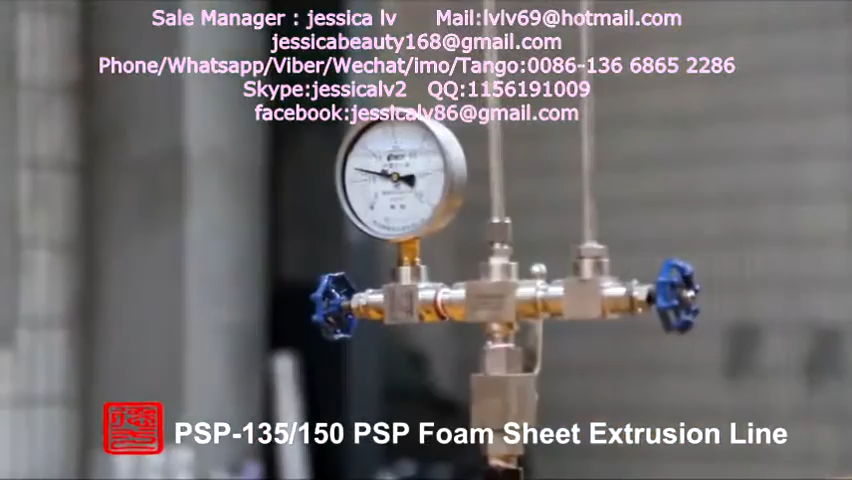 Sale Manager : jessica lv Mail:lvlv69@hotmail.com
jessicabeauty168@gmail.com
Phone/Whatsapp/Viber/Wechat/imo/Tango:0086-136 6865 2286
Skype:jessicalv2 QQ:1156191009
facebook:jessicalv86@gmail.com
PSP-135/150 PSP Foam Sheet Extrusion Line